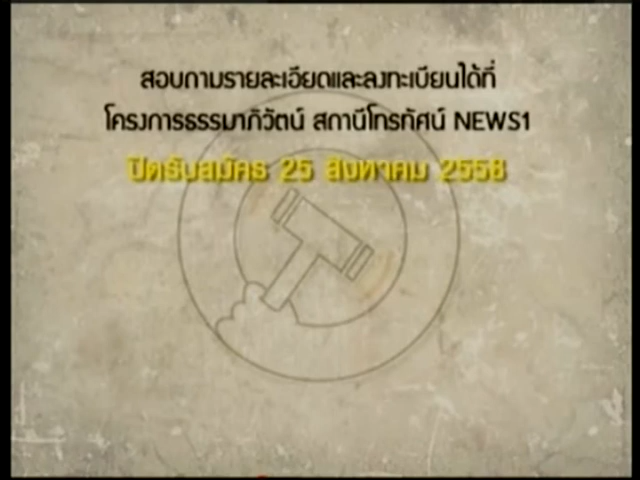 สอบถามรายละเอียดและลงทะเบียนได้ที่
โครงการธรรมาภิวัตน์ สถานีโทรทัศน์ NEWS1
ปิดรับสมัคร 25 สิงหาคม 2558